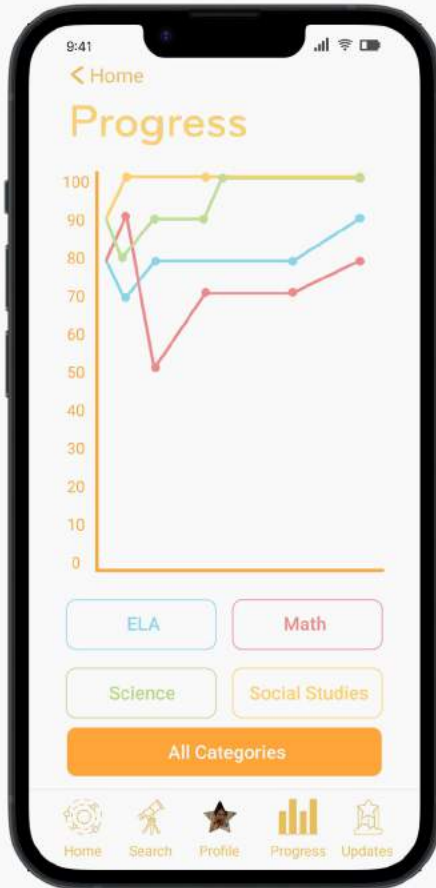 9:41
Home
Progress
100
90
80
70
60
50
40
30
20
10
0
ELA Math
Science Social Studies
All Categories
Home Search Profile Progress Updates